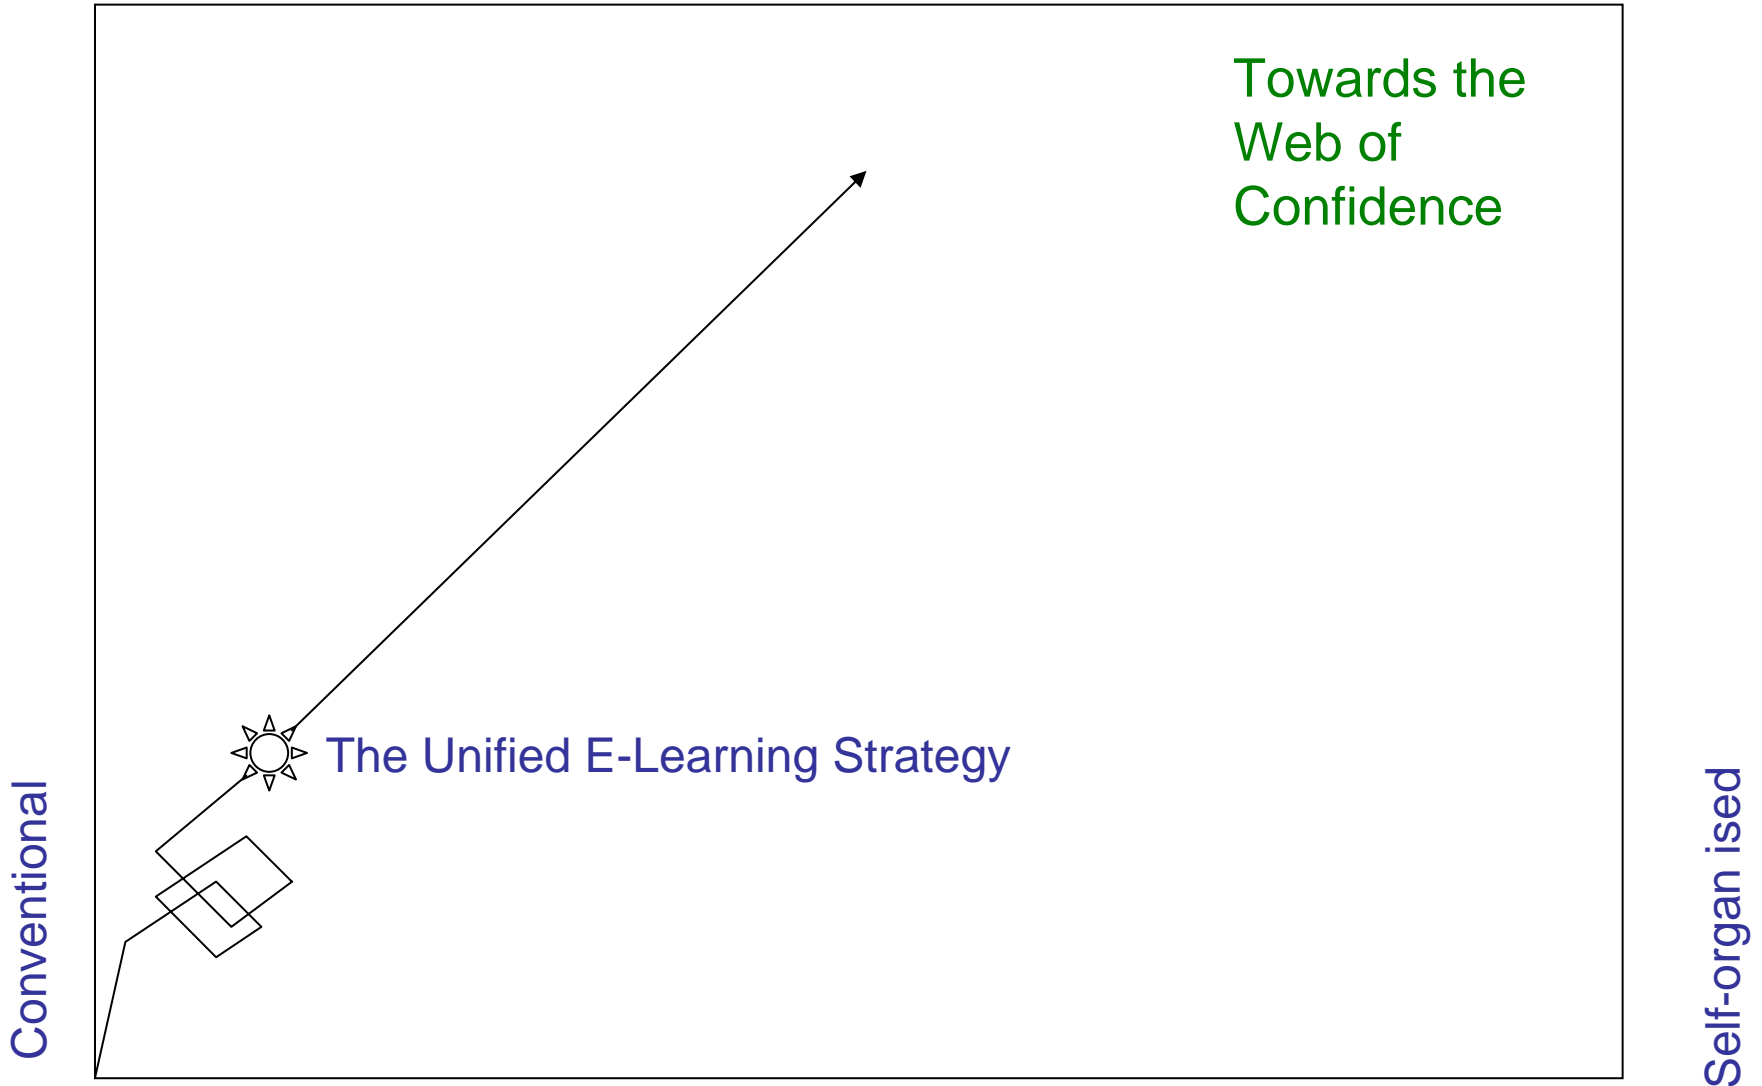 Towards the
Web of
Confidence
The Unified E-Learning Strategy
Conventional
Self-organ ised